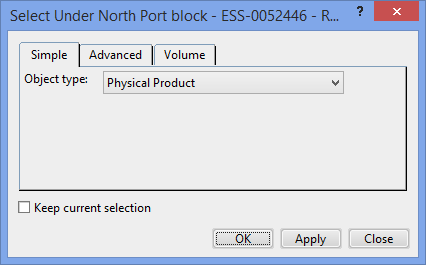 Select Under North Port block - ESS-0052446 - R... ?
Simple Advanced Volume
Object type: Physical Product
Keep current selection
OK Apply Close